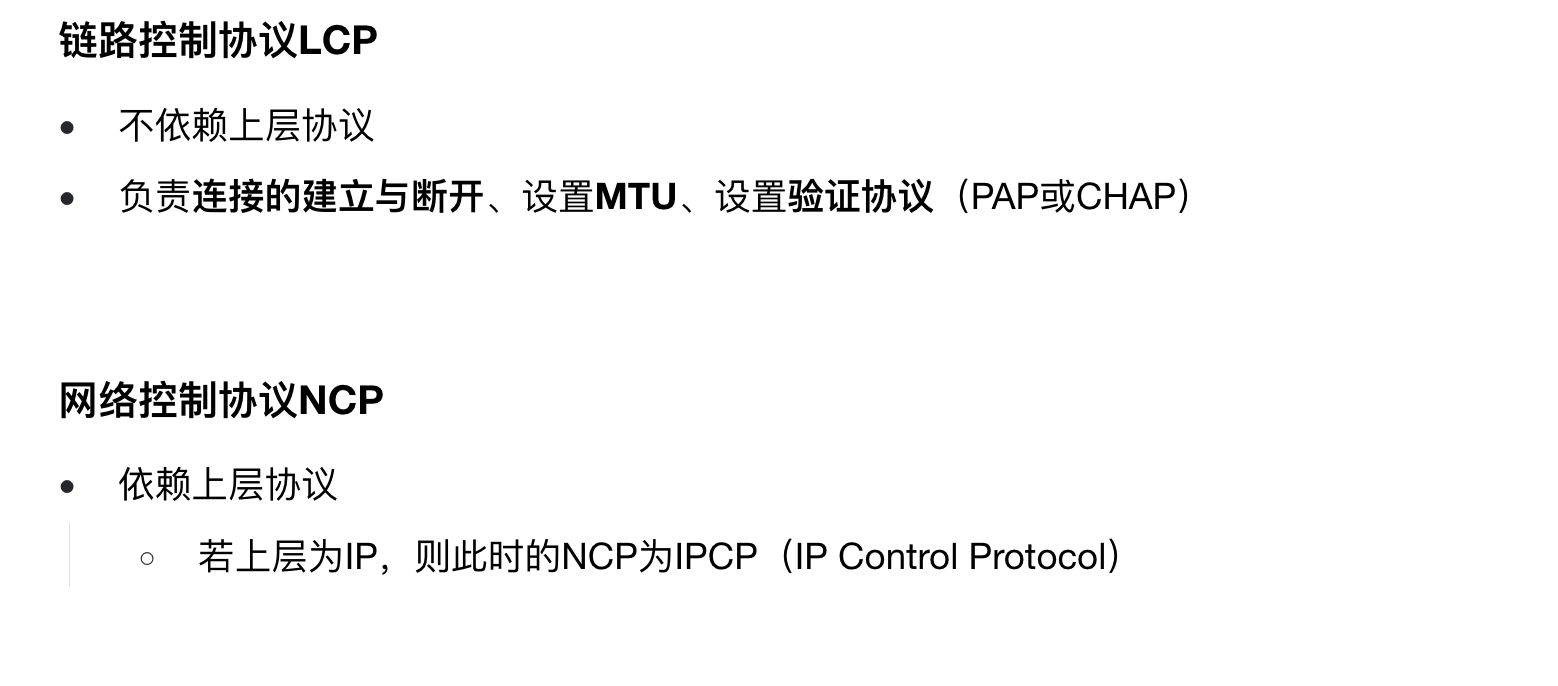 链路控制协议LCP
不依赖上层协议
负责连接的建立与断开、设置MTU、设置验证协议（PAP或CHAP）
网络控制协议NCP
依赖上层协议
若上层为IP，则此时的NCP为IPCP（IP Control Protocol）